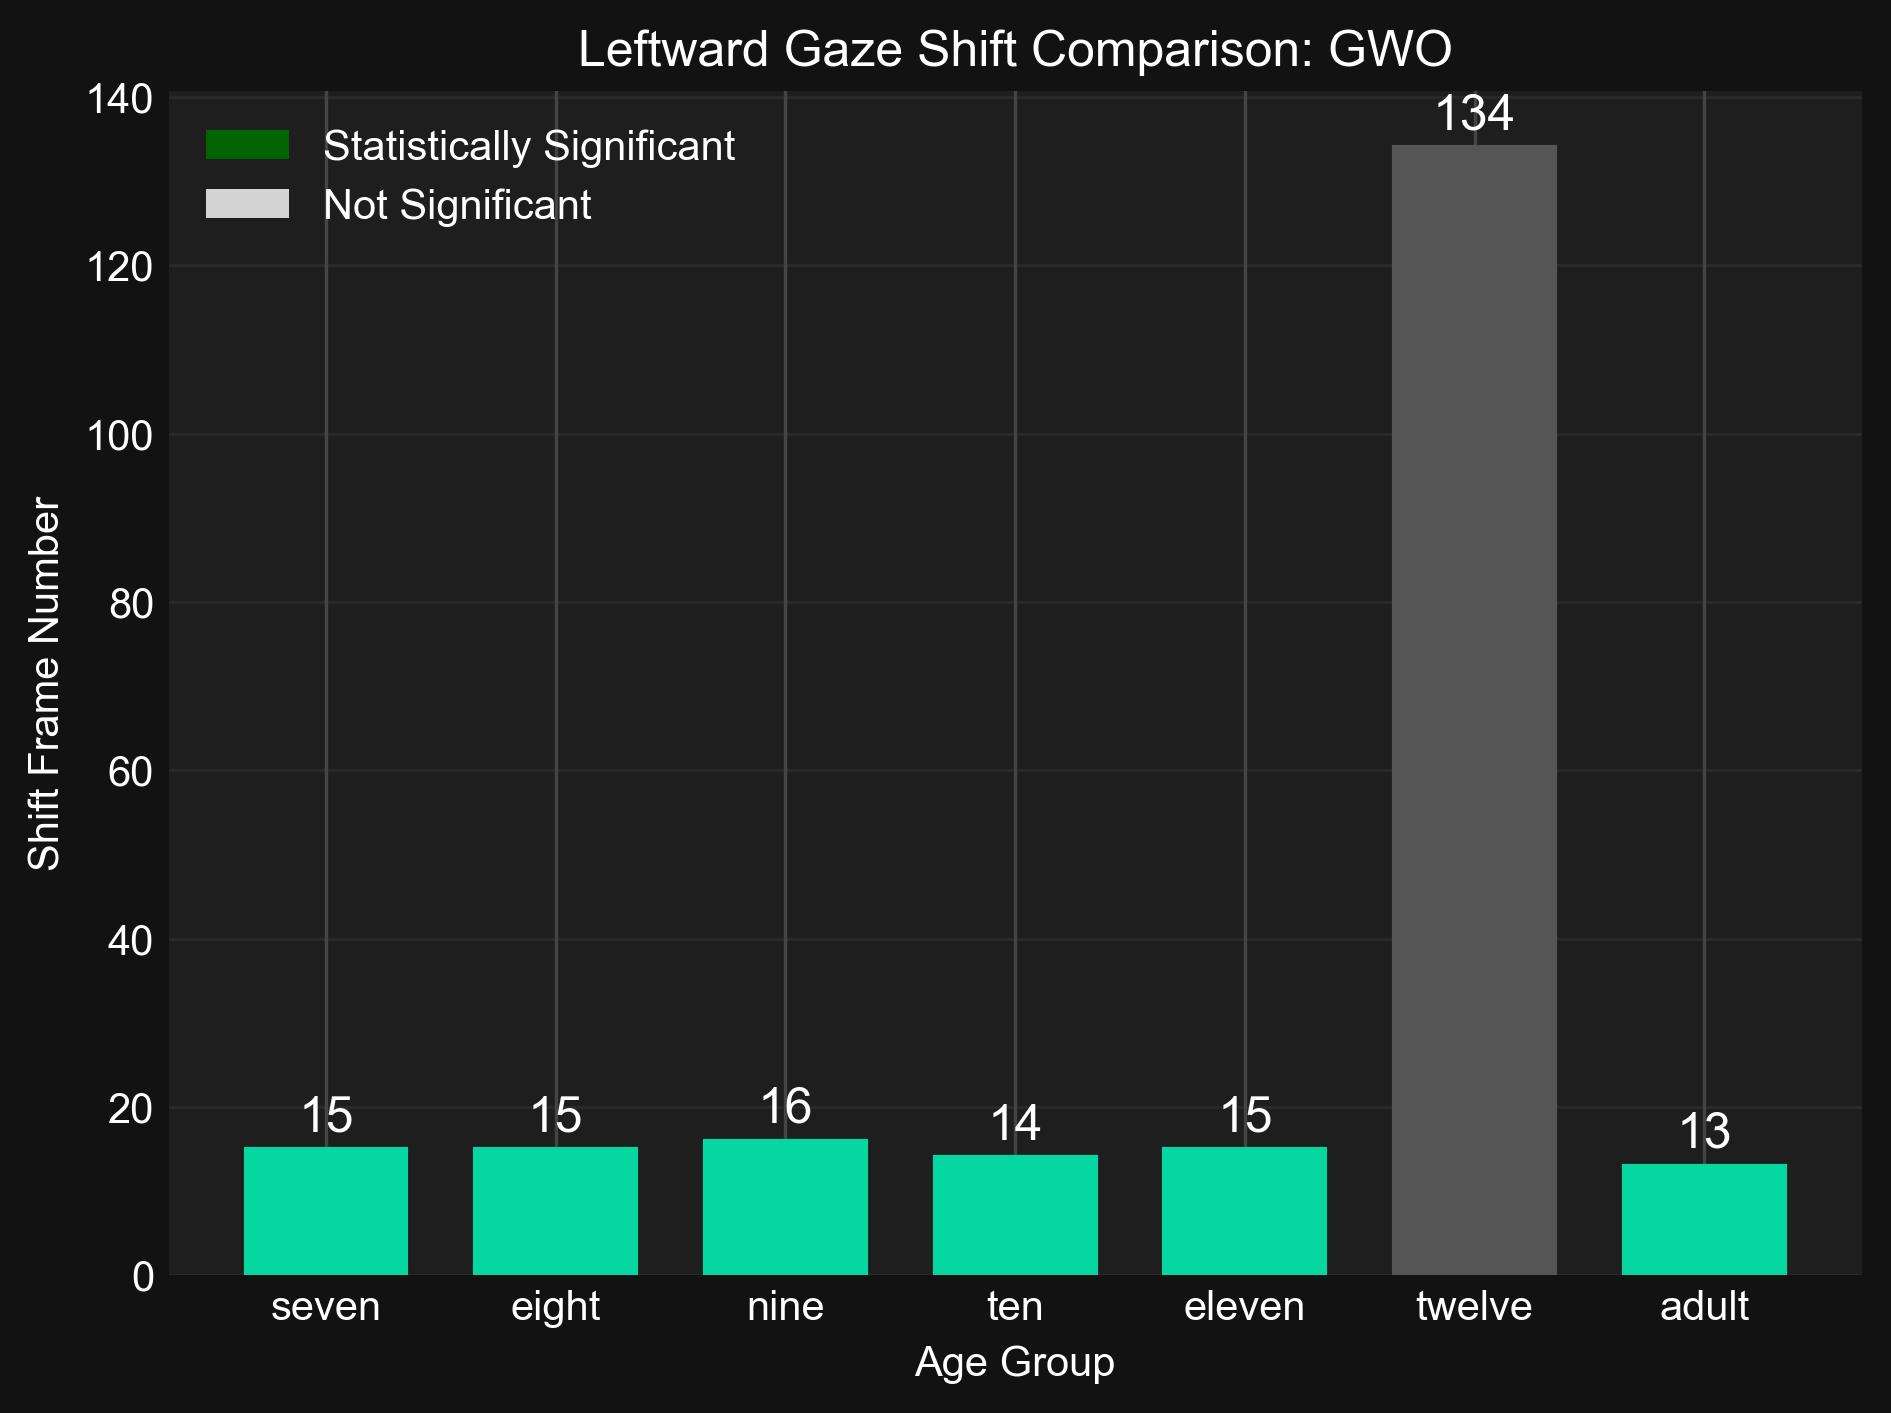 Leftward Gaze Shift Comparison: GWO
Statistically Significant
Not Significant
Shift Frame Number
140
120
100
80
60
40
20
0
15
15
16
14
15
134
13
seven
eight
nine
ten
eleven
twelve
adult
Age Group